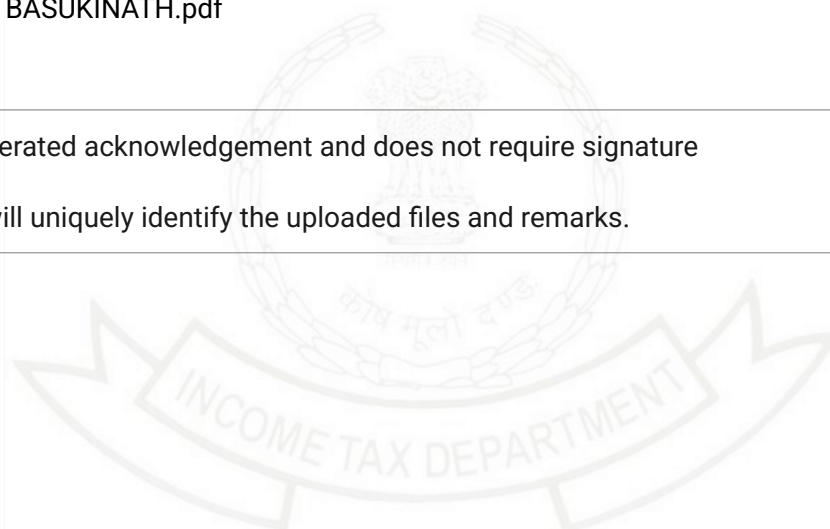 BASUKINATH.pdf
erated acknowledgement and does not require signature
ill uniquely identify the uploaded files and remarks.
कोष मूलो दण्डः
INCOME TAX DEPARTMENT